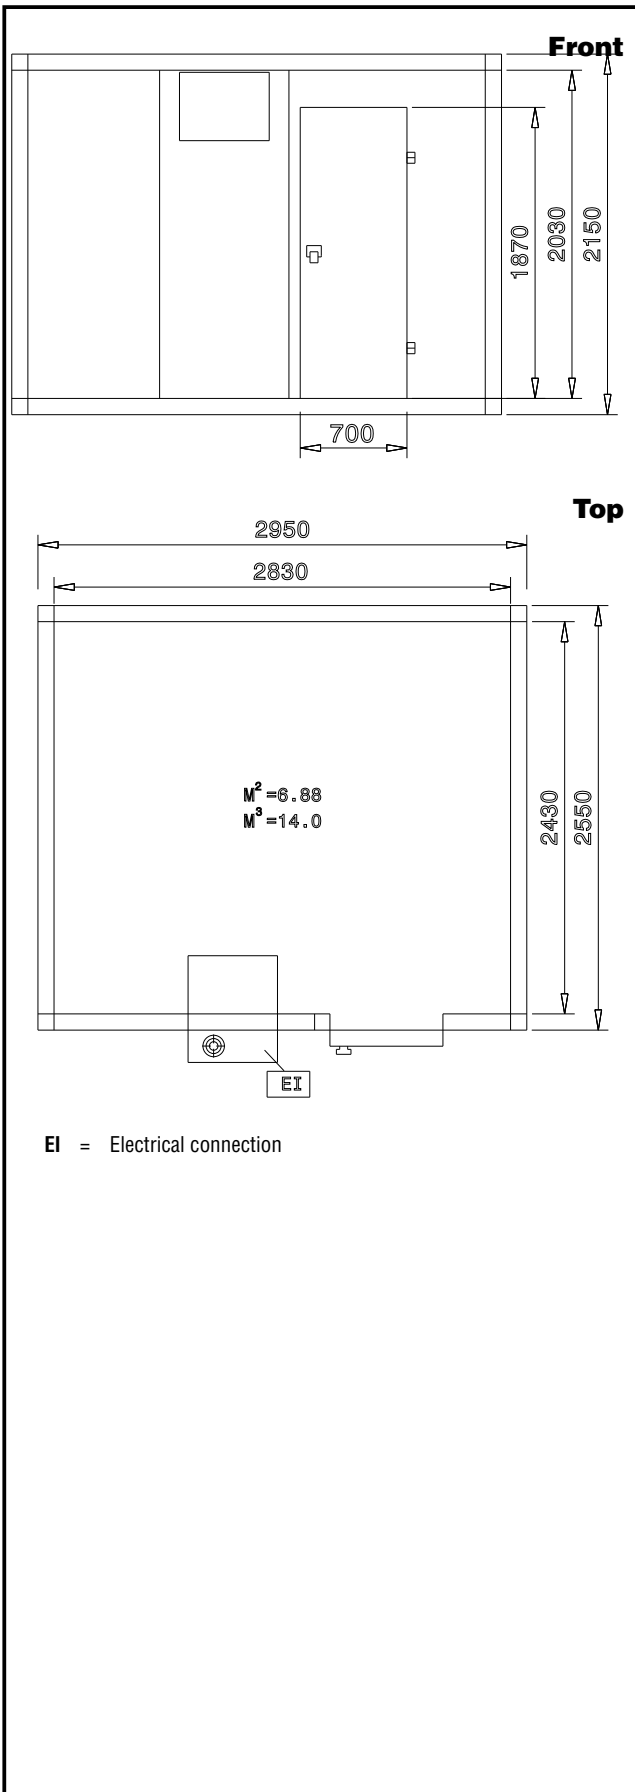 Front
1870
2030
2150
700
Top
2950
2830
M²=6.88
M³=14.0
2430
2550
EI
EI = Electrical connection